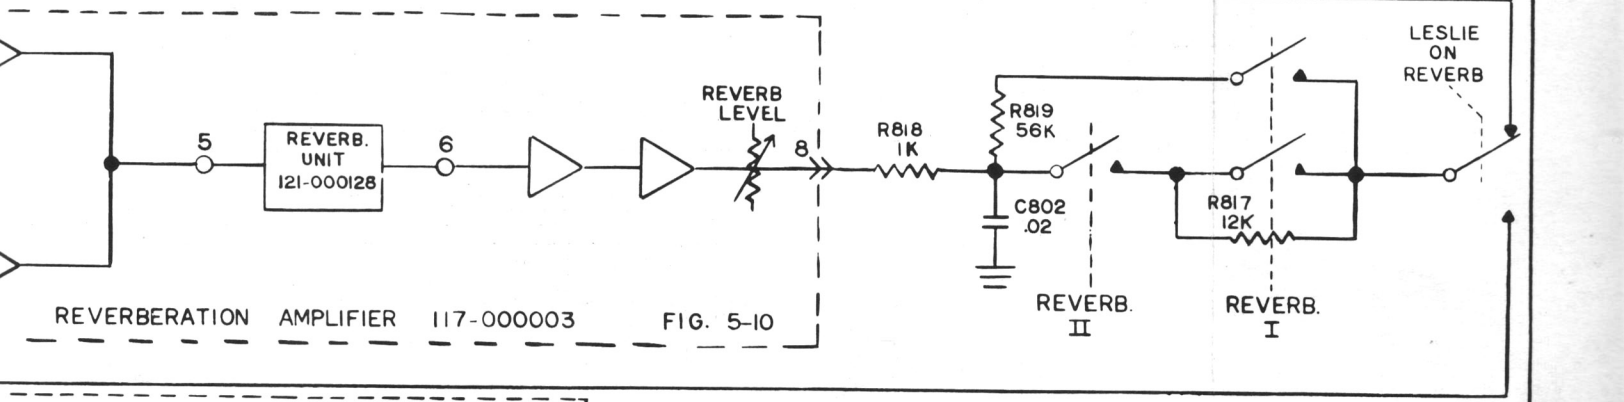 5
REVERB.
UNIT
121-000128
6
REVERB
LEVEL
8
R818
1K
R819
56K
C802
.02
REVERB.
II
R817
12K
REVERB.
I
LESLIE
ON
REVERB
REVERBERATION AMPLIFIER 117-000003 FIG. 5-10